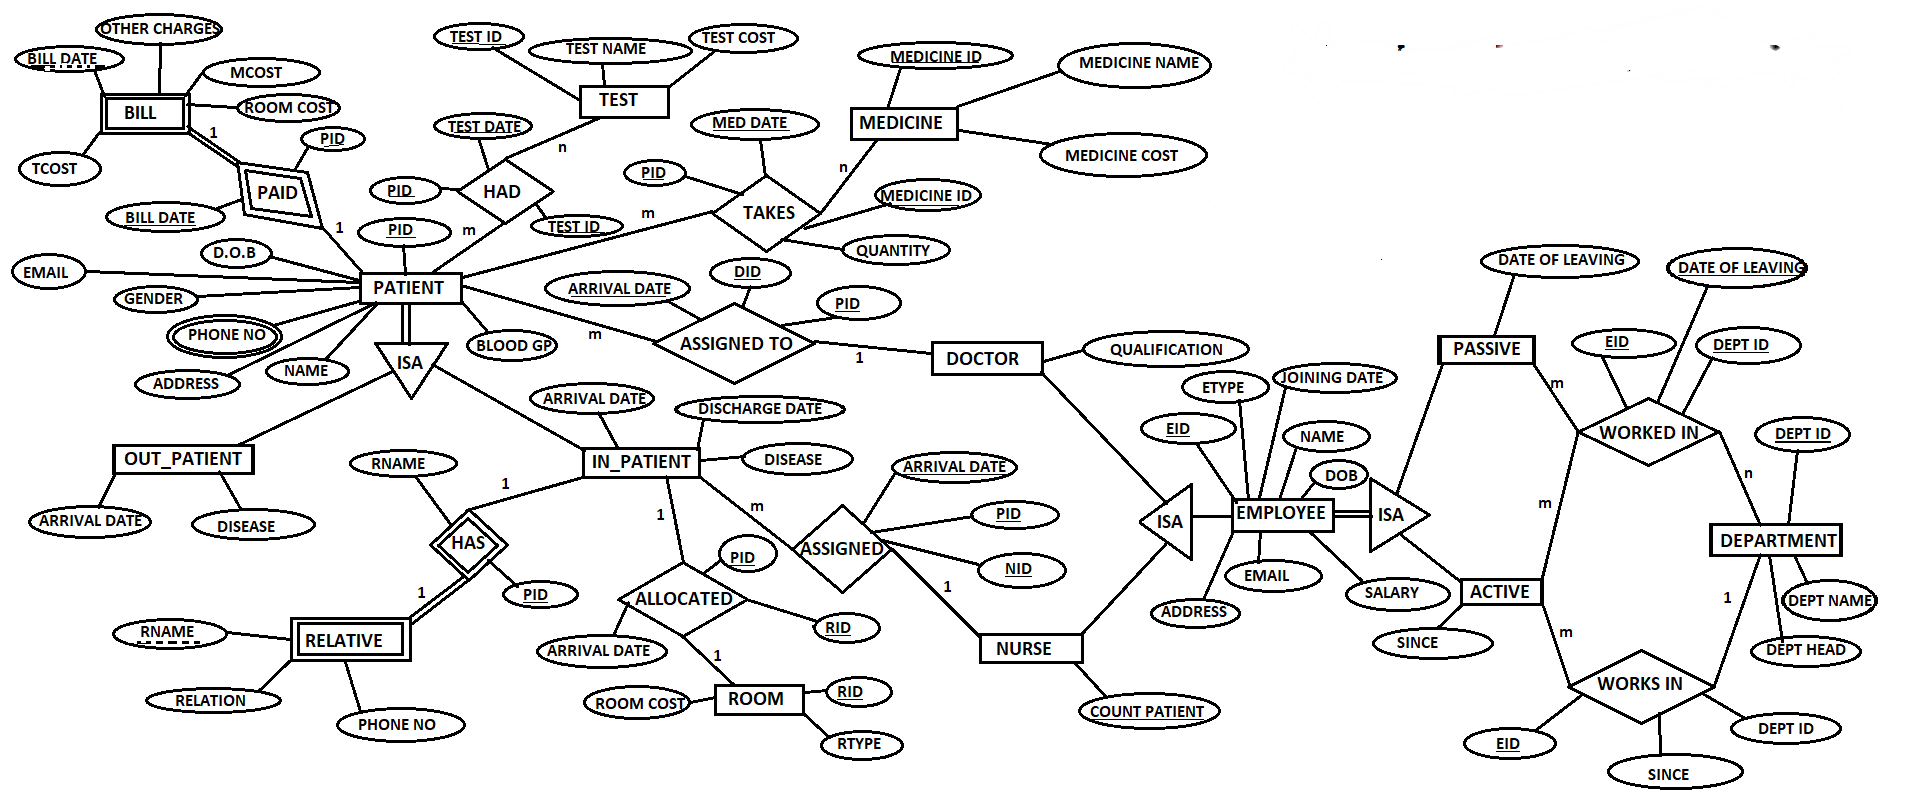 OTHER CHARGES
BILL DATE
MCOST
ROOM COST
BILL
1
PID
TCOST
PAID
BILL DATE
1
TEST ID
TEST NAME
TEST COST
TEST
TEST DATE
n
PID
HAD
TEST ID
m
MEDICINE ID
MEDICINE NAME
MEDICINE
MEDICINE COST
MED DATE
n
PID
m
TAKES
MEDICINE ID
QUANTITY
PID
D.O.B
EMAIL
GENDER
PATIENT
PHONE NO
ADDRESS
NAME
BLOOD GP
ISA
ARRIVAL DATE
DID
PID
m
ASSIGNED TO
1
DOCTOR
QUALIFICATION
OUT_PATIENT
ARRIVAL DATE
DISEASE
ARRIVAL DATE
DISCHARGE DATE
IN_PATIENT
DISEASE
RNAME
1
HAS
PID
1
RNAME
RELATIVE
RELATION
PHONE NO
1
PID
ALLOCATED
RID
ARRIVAL DATE
1
ROOM COST
ROOM
RID
RTYPE
m
ARRIVAL DATE
PID
ASSIGNED
NID
1
NURSE
COUNT PATIENT
ETYPE
JOINING DATE
EID
NAME
DOB
ISA
EMPLOYEE
ISA
EMAIL
ADDRESS
SALARY
DATE OF LEAVING
DATE OF LEAVING
PASSIVE
EID
DEPT ID
m
WORKED IN
DEPT ID
n
m
DEPARTMENT
ACTIVE
SINCE
1
DEPT NAME
DEPT HEAD
m
WORKS IN
EID
DEPT ID
SINCE